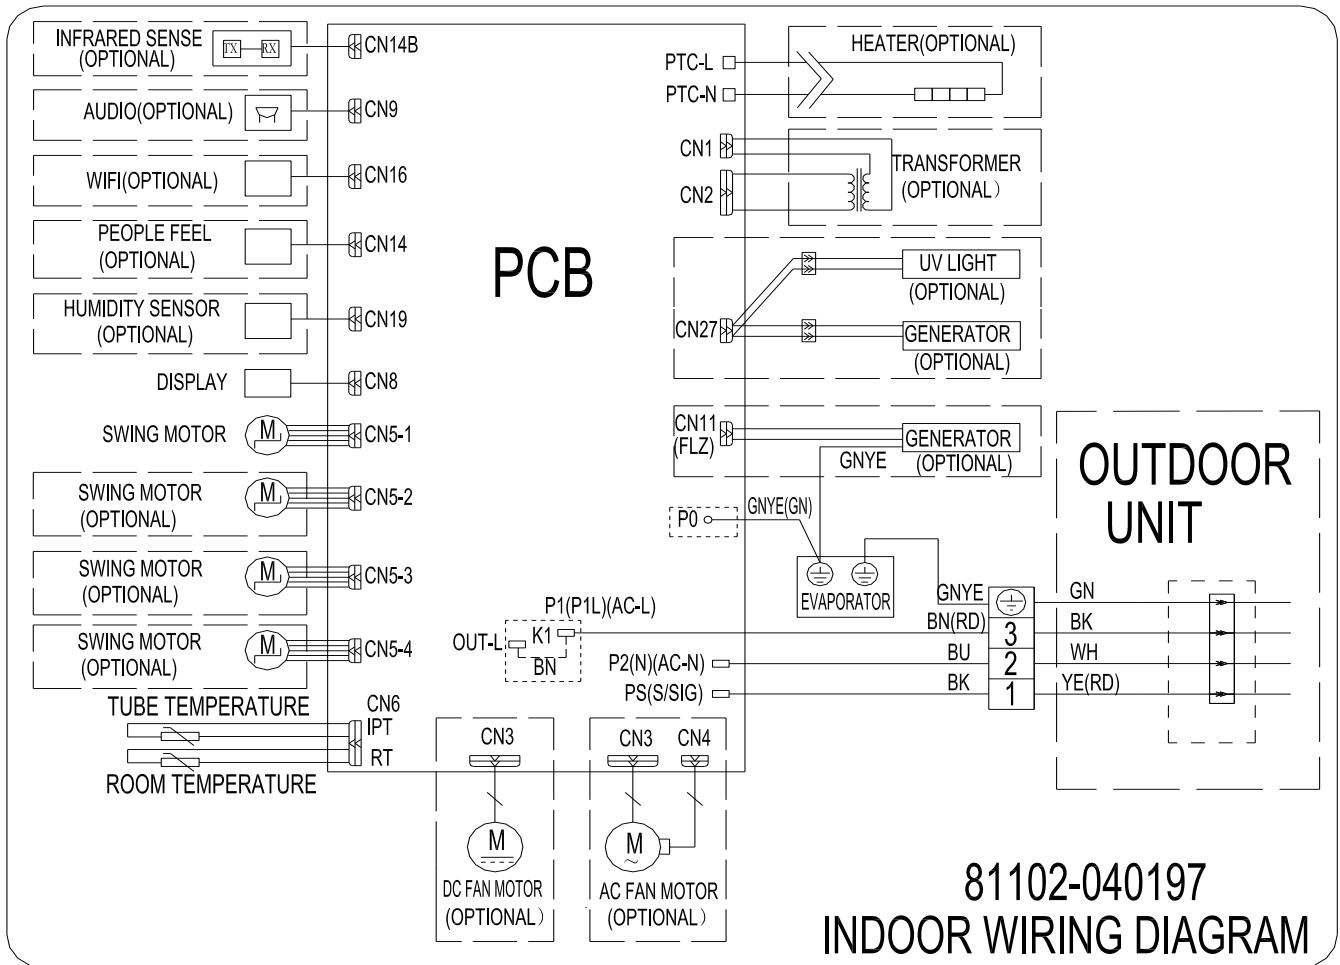 INFRARED SENSE
(OPTIONAL)
TX
RX
CN14B
AUDIO(OPTIONAL)
CN9
WIFI(OPTIONAL)
CN16
PEOPLE FEEL
(OPTIONAL)
CN14
HUMIDITY SENSOR
(OPTIONAL)
CN19
DISPLAY
CN8
SWING MOTOR
M
CN5-1
SWING MOTOR
(OPTIONAL)
M
CN5-2
SWING MOTOR
(OPTIONAL)
M
CN5-3
SWING MOTOR
(OPTIONAL)
M
CN5-4
TUBE TEMPERATURE
CN6
IPT
RT
ROOM TEMPERATURE
PCB
PTC-L
PTC-N
HEATER(OPTIONAL)
CN1
CN2
TRANSFORMER
(OPTIONAL)
CN27
UV LIGHT
(OPTIONAL)
GENERATOR
(OPTIONAL)
CN11
(FLZ)
GENERATOR
(OPTIONAL)
GNYE
P0
GNYE(GN)
EVAPORATOR
P1(P1L)(AC-L)
OUT-L
K1
BN
P2(N)(AC-N)
PS(S/SIG)
GNYE
BN(RD)
BU
BK
3
2
1
GN
BK
WH
YE(RD)
OUTDOOR
UNIT
CN3
M
DC FAN MOTOR
(OPTIONAL)
CN3
CN4
M
~
AC FAN MOTOR
(OPTIONAL)
81102-040197
INDOOR WIRING DIAGRAM